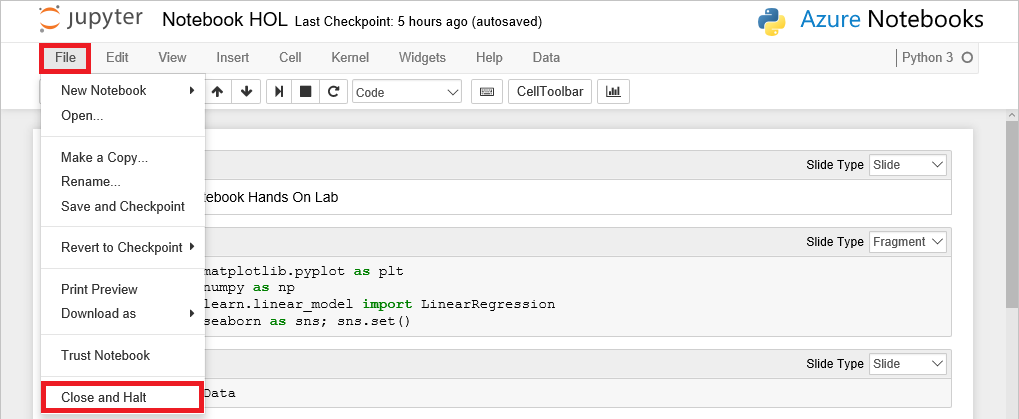 jupyter Notebook HOL Last Checkpoint: 5 hours ago (autosaved) Azure Notebooks
File Edit View Insert Cell Kernel Widgets Help Data Python 3
Code CellToolbar
New Notebook
Open...
Make a Copy...
Rename...
Save and Checkpoint
Revert to Checkpoint
Print Preview
Download as
Trust Notebook
Close and Halt
Slide Type Slide
tebook Hands On Lab
Slide Type Fragment
matplotlib.pyplot as plt
numpy as np
learn.linear_model import LinearRegression
seaborn as sns; sns.set()
Slide Type Slide
Data